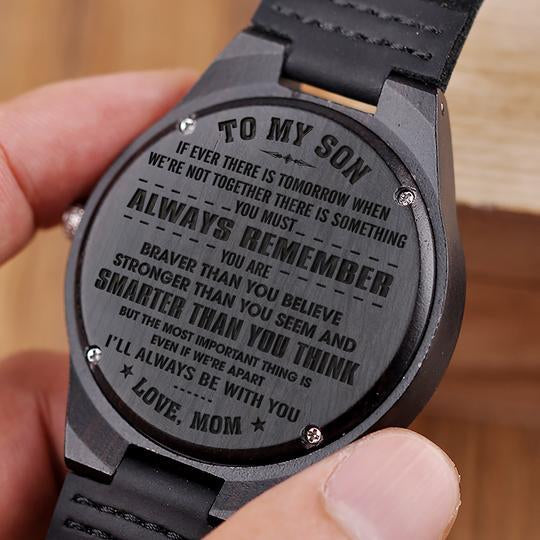 TO MY SON
IF EVER THERE IS TOMORROW WHEN
WE'RE NOT TOGETHER THERE IS SOMETHING
YOU MUST
ALWAYS REMEMBER
YOU ARE
BRAVER THAN YOU BELIEVE
STRONGER THAN YOU SEEM AND
SMARTER THAN YOU THINK
BUT THE MOST IMPORTANT THING IS
EVEN IF WE'RE APART
I'LL ALWAYS BE WITH YOU
LOVE, MOM